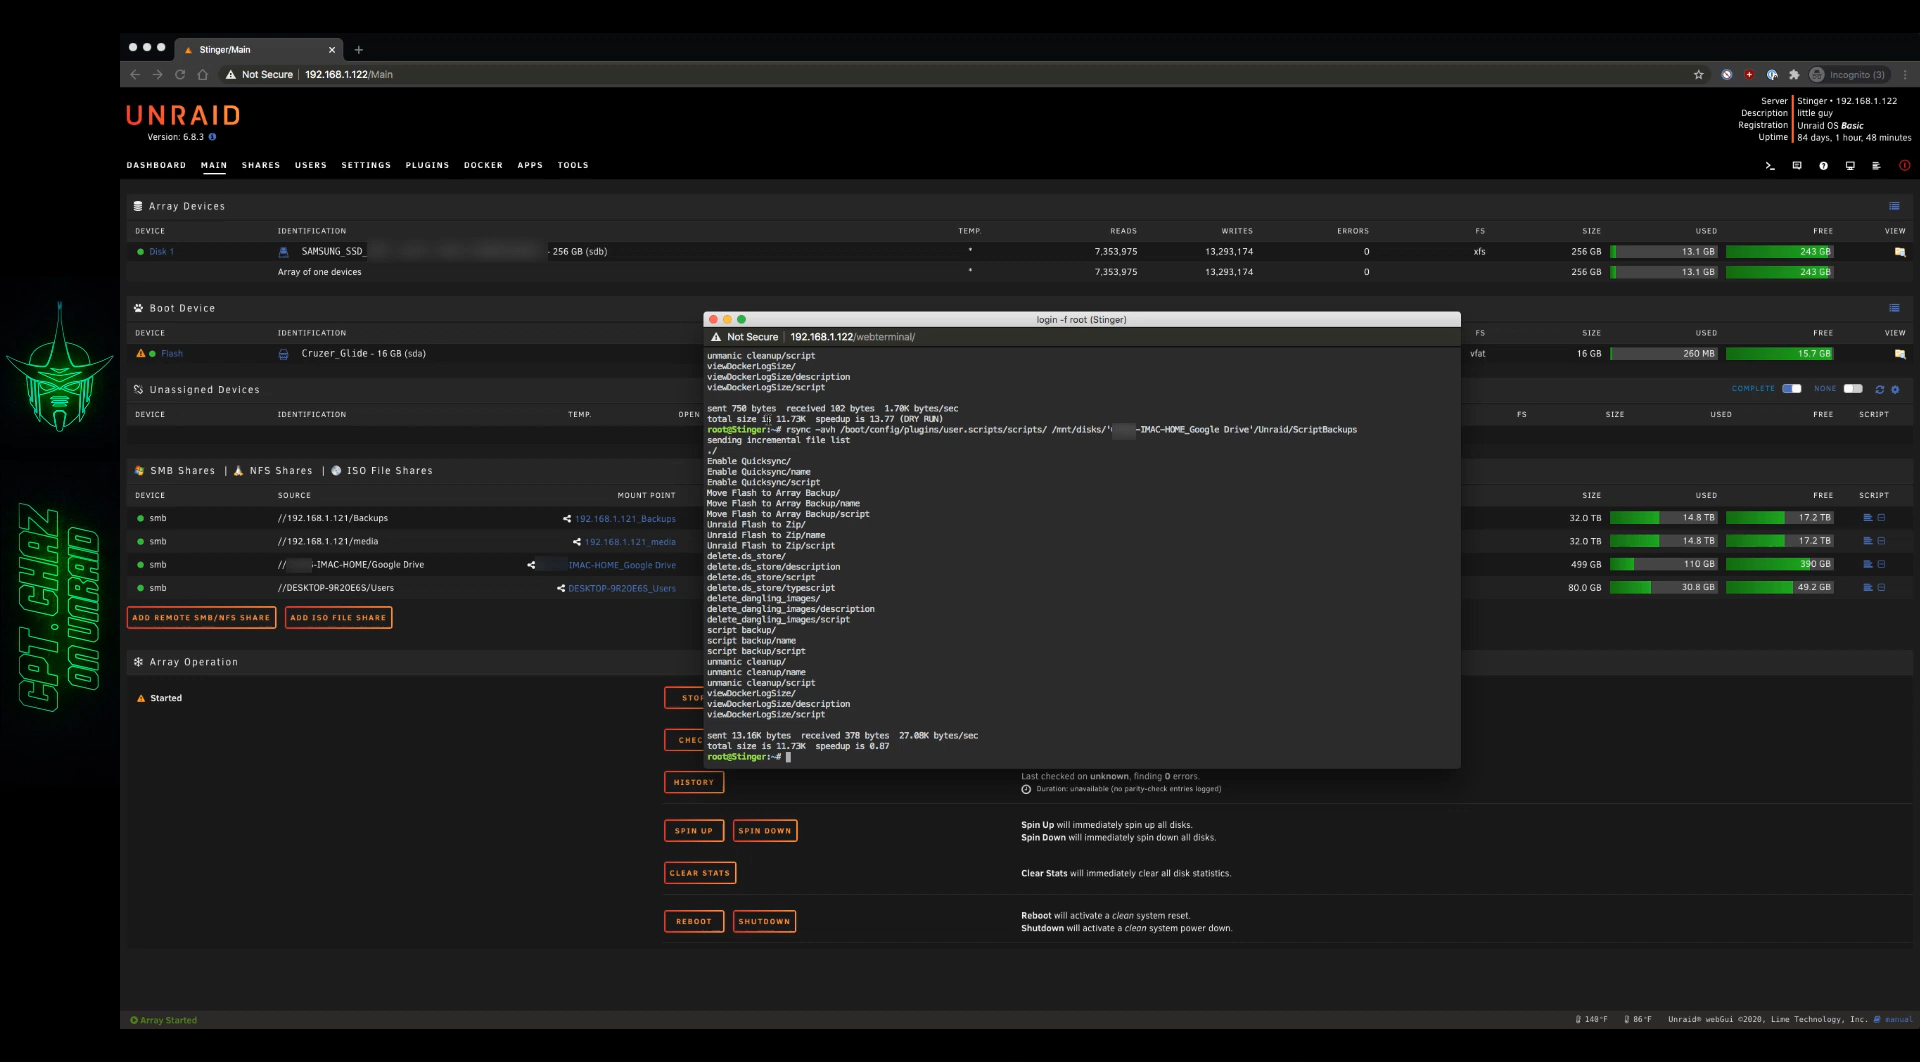 Stinger/Main
Not Secure | 192.168.1.122/Main
Incognito (3)
UNRAID
Version: 6.8.3
Server Stinger • 192.168.1.122
Description little guy
Registration Unraid OS Basic
Uptime 84 days, 1 hour, 48 minutes
DASHBOARD MAIN SHARES USERS SETTINGS PLUGINS DOCKER APPS TOOLS
Array Devices
DEVICE IDENTIFICATION TEMP. READS WRITES ERRORS FS SIZE USED FREE VIEW
Disk 1 SAMSUNG_SSD_ - 256 GB (sdb) * 7,353,975 13,293,174 0 xfs 256 GB 13.1 GB 243 GB
Array of one devices * 7,353,975 13,293,174 0 256 GB 13.1 GB 243 GB
Boot Device
DEVICE IDENTIFICATION FS SIZE USED FREE VIEW
Flash Cruzer_Glide - 16 GB (sda) vfat 16 GB 260 MB 15.7 GB
Unassigned Devices COMPLETE NONE
DEVICE IDENTIFICATION TEMP. OPEN FS SIZE USED FREE SCRIPT
SMB Shares | NFS Shares | ISO File Shares
DEVICE SOURCE MOUNT POINT SIZE USED FREE SCRIPT
smb //192.168.1.121/Backups 192.168.1.121_Backups 32.0 TB 14.8 TB 17.2 TB
smb //192.168.1.121/media 192.168.1.121_media 32.0 TB 14.8 TB 17.2 TB
smb // -IMAC-HOME/Google Drive IMAC-HOME_Google Drive 499 GB 110 GB 390 GB
smb //DESKTOP-9R20E6S/Users DESKTOP-9R20E6S_Users 80.0 GB 30.8 GB 49.2 GB
ADD REMOTE SMB/NFS SHARE ADD ISO FILE SHARE
Array Operation
Started
STOP
CHEC
HISTORY
Last checked on unknown, finding 0 errors.
Duration: unavailable (no parity-check entries logged)
SPIN UP SPIN DOWN
Spin Up will immediately spin up all disks.
Spin Down will immediately spin down all disks.
CLEAR STATS
Clear Stats will immediately clear all disk statistics.
REBOOT SHUTDOWN
Reboot will activate a clean system reset.
Shutdown will activate a clean system power down.
Array Started
140°F 86°F Unraid® webGui ©2020, Lime Technology, Inc. manual
login -f root (Stinger)
Not Secure | 192.168.1.122/webterminal/
unmanic cleanup/script
viewDockerLogSize/
viewDockerLogSize/description
viewDockerLogSize/script
sent 750 bytes received 102 bytes 1.70K bytes/sec
total size is 11.73K speedup is 13.77 (DRY RUN)
root@Stinger:~# rsync -avh /boot/config/plugins/user.scripts/scripts/ /mnt/disks/' -IMAC-HOME_Google Drive'/Unraid/ScriptBackups
sending incremental file list
./
Enable Quicksync/
Enable Quicksync/name
Enable Quicksync/script
Move Flash to Array Backup/
Move Flash to Array Backup/name
Move Flash to Array Backup/script
Unraid Flash to Zip/
Unraid Flash to Zip/name
Unraid Flash to Zip/script
delete.ds_store/
delete.ds_store/description
delete.ds_store/script
delete.ds_store/typescript
delete_dangling_images/
delete_dangling_images/description
delete_dangling_images/script
script backup/
script backup/name
script backup/script
unmanic cleanup/
unmanic cleanup/name
unmanic cleanup/script
viewDockerLogSize/
viewDockerLogSize/description
viewDockerLogSize/script
sent 13.16K bytes received 378 bytes 27.08K bytes/sec
total size is 11.73K speedup is 0.87
root@Stinger:~#
CPT.CHAZ
ON UNRAID